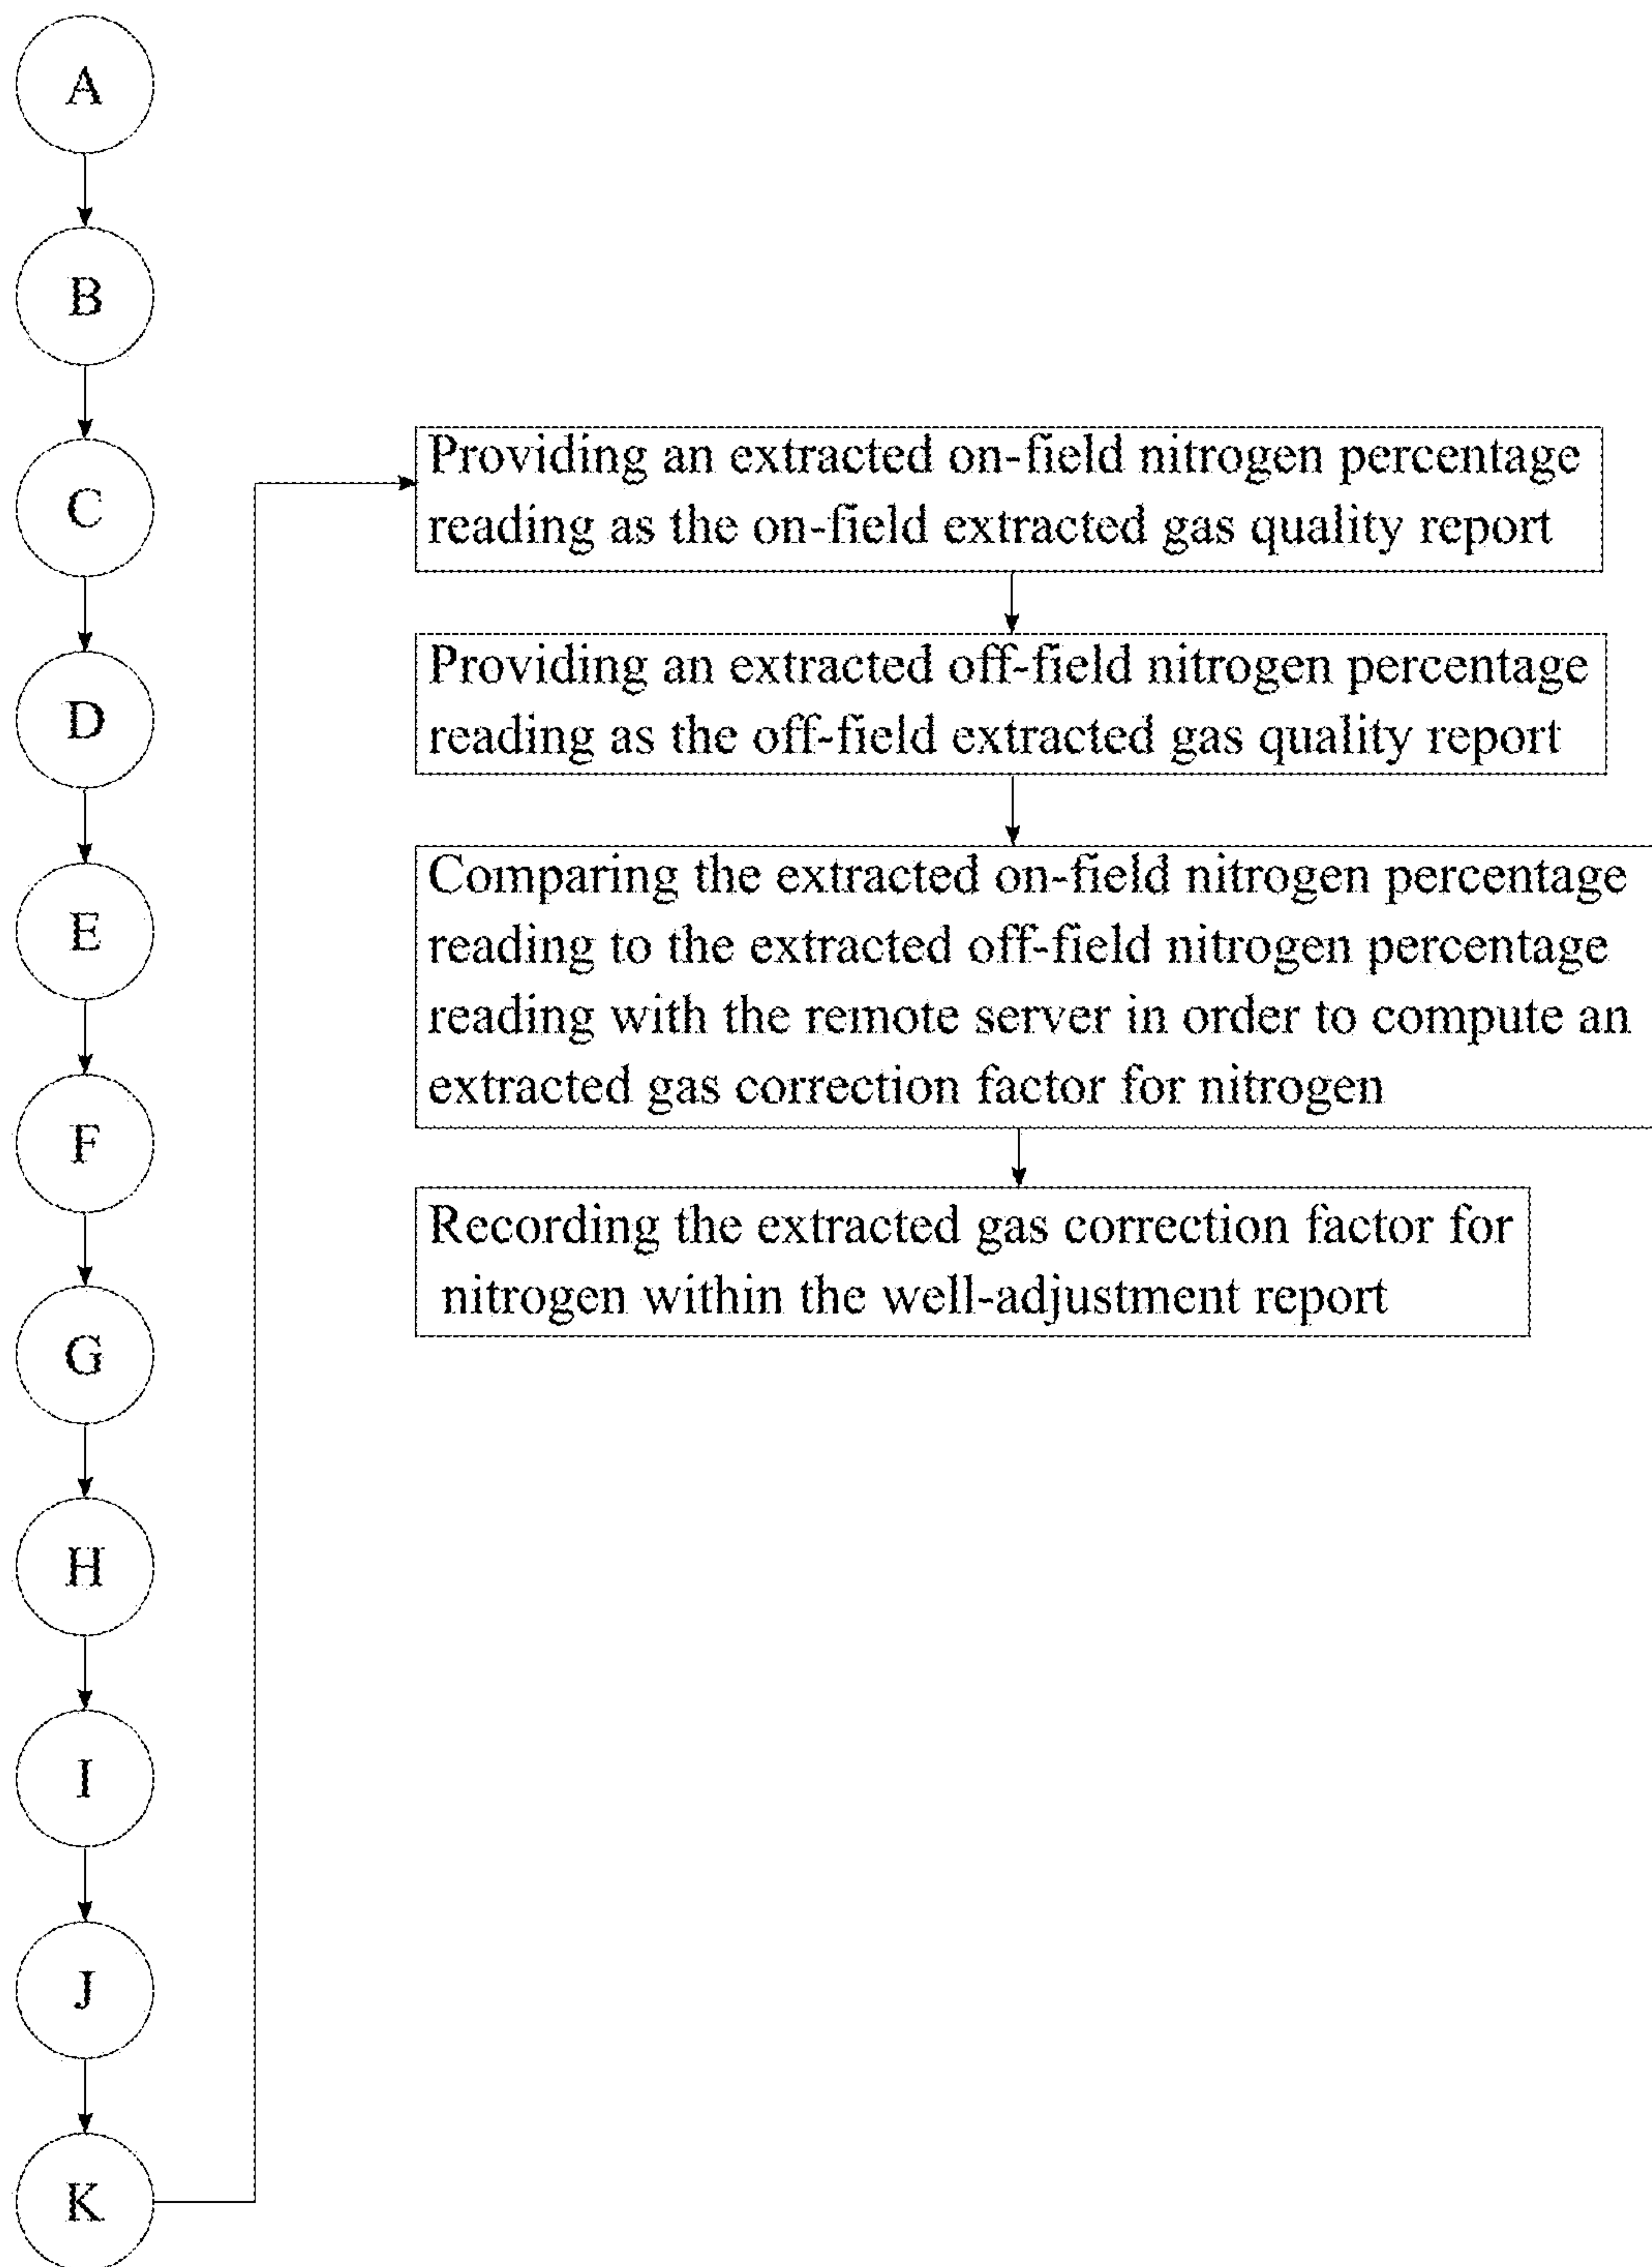 A
B
C
D
E
F
G
H
I
J
K
Providing an extracted on-field nitrogen percentage
reading as the on-field extracted gas quality report
Providing an extracted off-field nitrogen percentage
reading as the off-field extracted gas quality report
Comparing the extracted on-field nitrogen percentage
reading to the extracted off-field nitrogen percentage
reading with the remote server in order to compute an
extracted gas correction factor for nitrogen
Recording the extracted gas correction factor for
nitrogen within the well-adjustment report